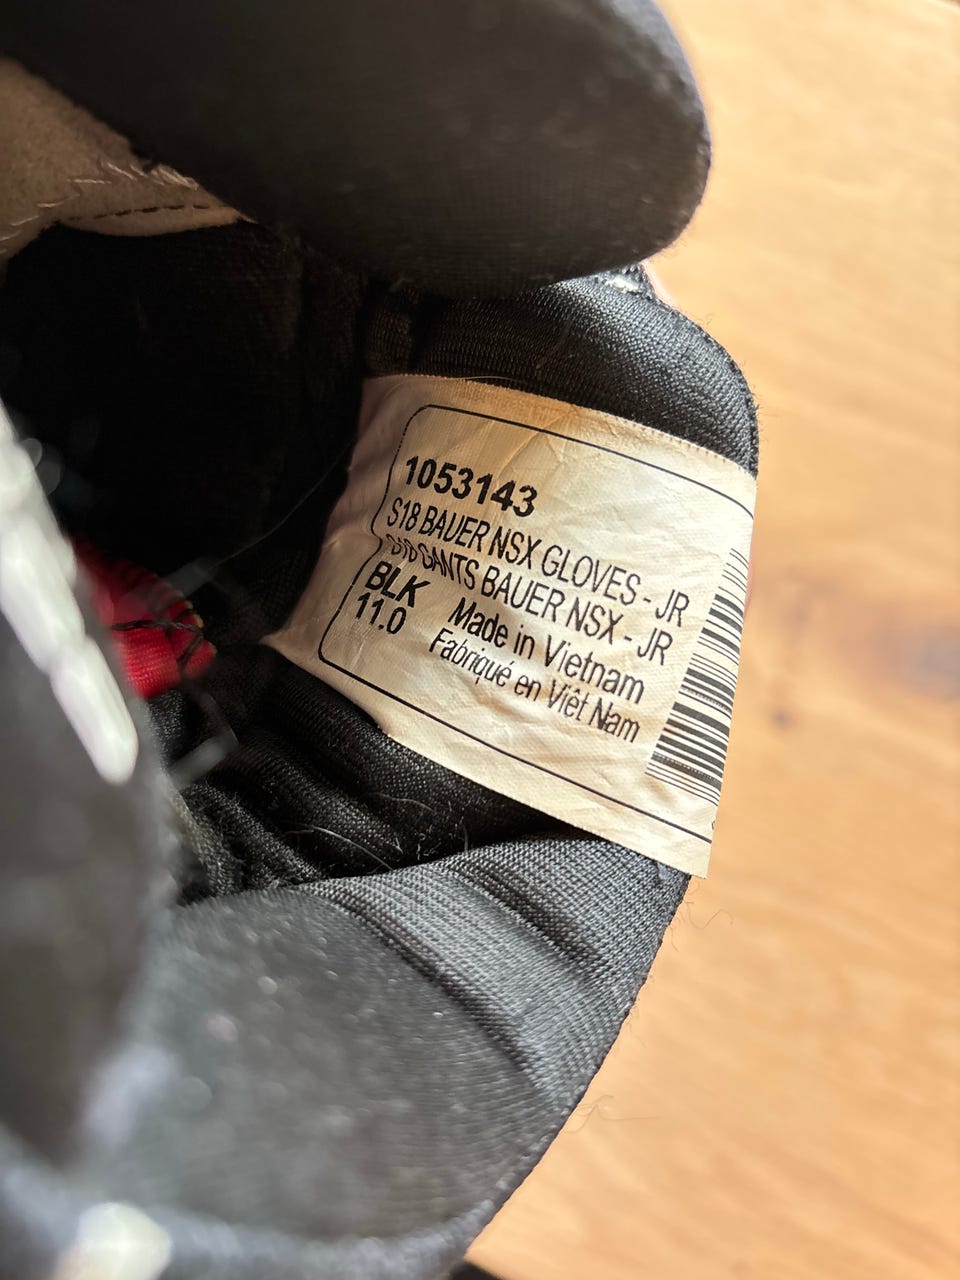 1053143
S18 BAUER NSX GLOVES - JR
S18 GANTS BAUER NSX - JR
BLK
11.0
Made in Vietnam
Fabriqué en Viêt Nam